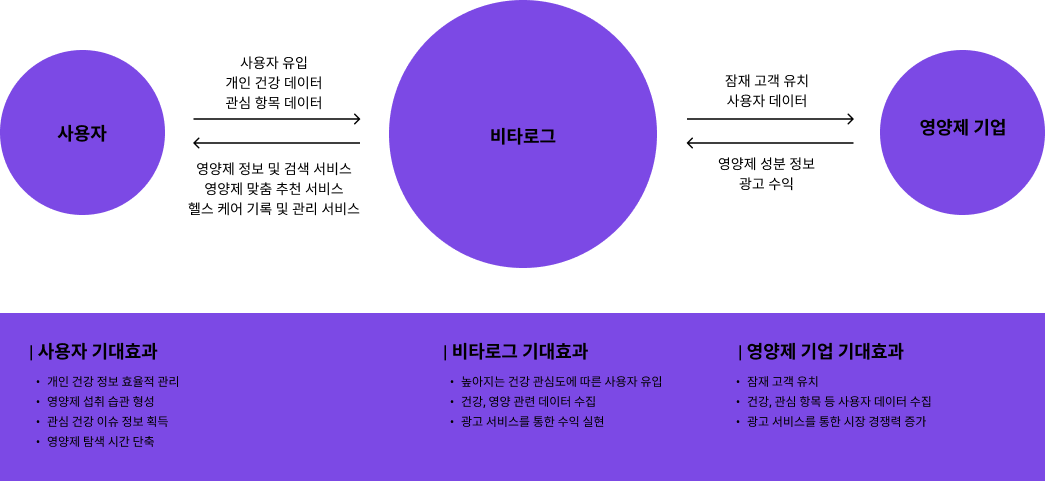 사용자
사용자 유입
개인 건강 데이터
관심 항목 데이터
영양제 정보 및 검색 서비스
영양제 맞춤 추천 서비스
헬스 케어 기록 및 관리 서비스
비타로그
잠재 고객 유치
사용자 데이터
영양제 성분 정보
광고 수익
영양제 기업
| 사용자 기대효과
• 개인 건강 정보 효율적 관리
• 영양제 섭취 습관 형성
• 관심 건강 이슈 정보 획득
• 영양제 탐색 시간 단축
| 비타로그 기대효과
• 높아지는 건강 관심도에 따른 사용자 유입
• 건강, 영양 관련 데이터 수집
• 광고 서비스를 통한 수익 실현
| 영양제 기업 기대효과
• 잠재 고객 유치
• 건강, 관심 항목 등 사용자 데이터 수집
• 광고 서비스를 통한 시장 경쟁력 증가